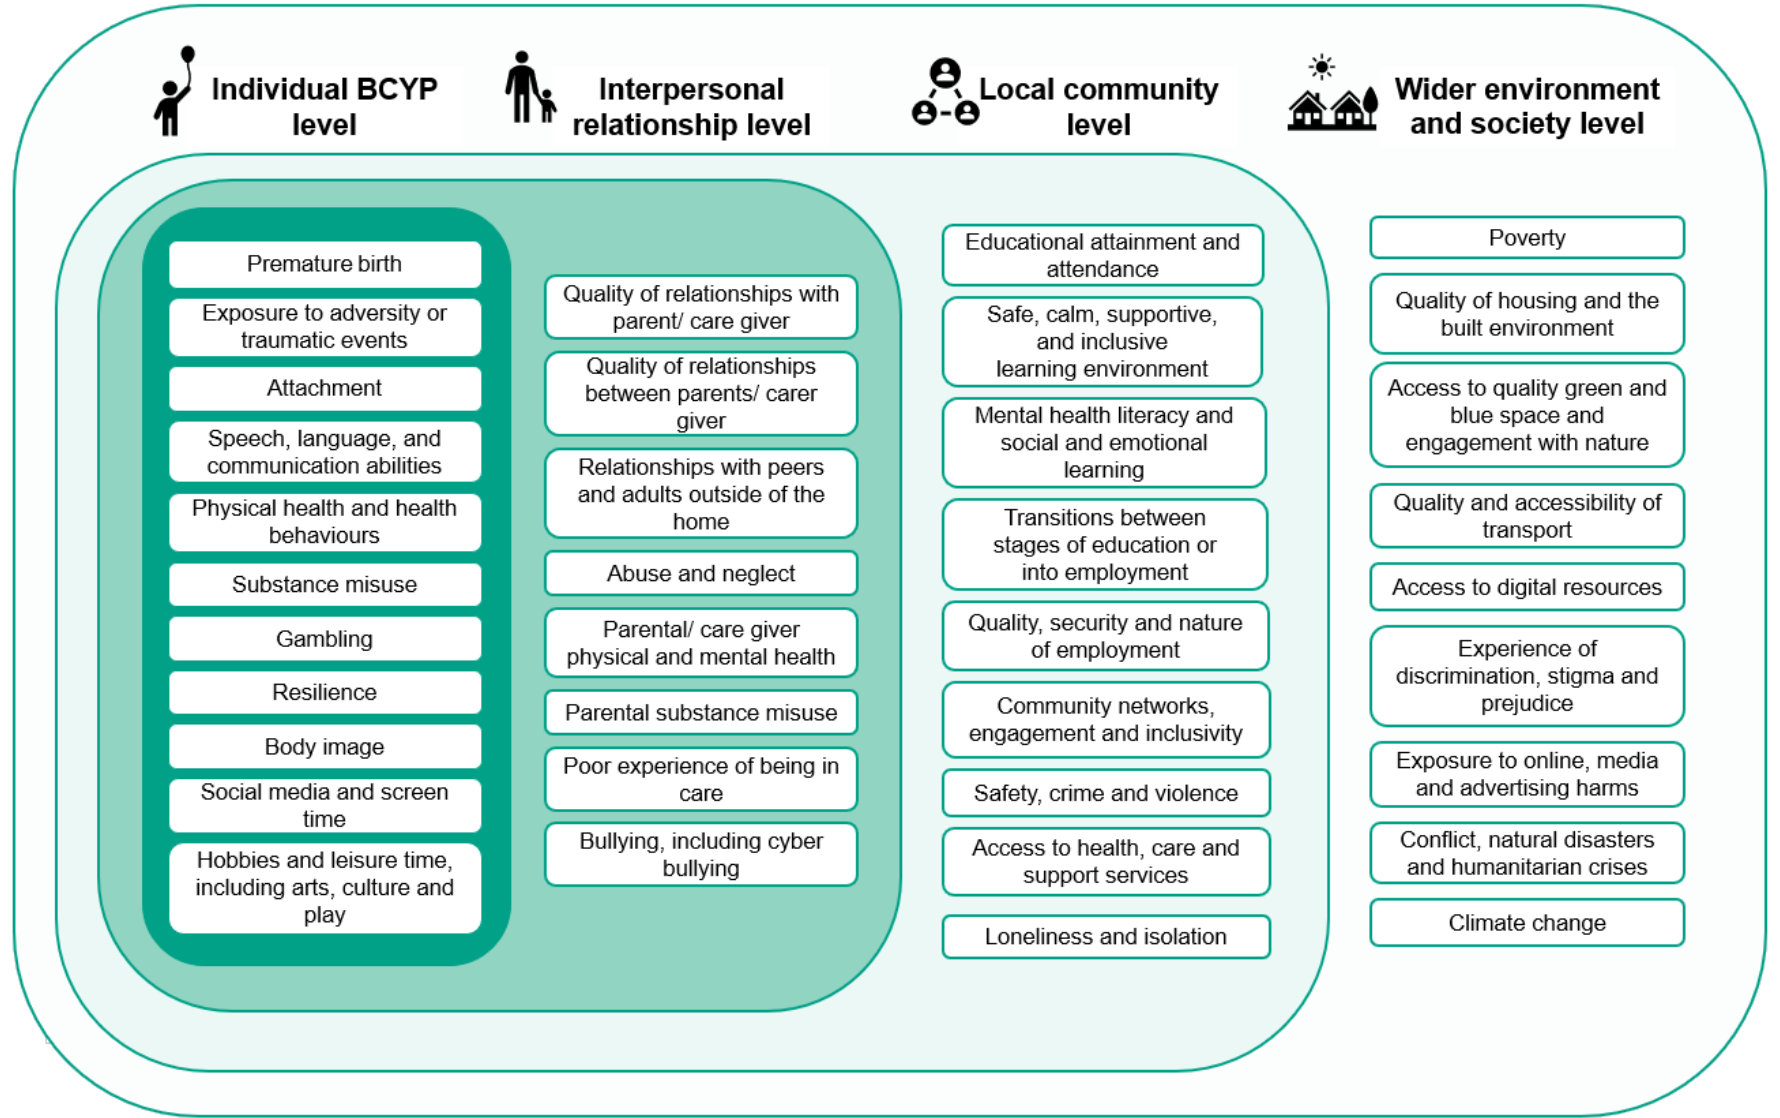 Individual BCYP
level
Interpersonal
relationship level
Local community
level
Wider environment
and society level
Premature birth
Exposure to adversity or
traumatic events
Attachment
Speech, language, and
communication abilities
Physical health and health
behaviours
Substance misuse
Gambling
Resilience
Body image
Social media and screen
time
Hobbies and leisure time,
including arts, culture and
play
Quality of relationships with
parent/ care giver
Quality of relationships
between parents/ carer
giver
Relationships with peers
and adults outside of the
home
Abuse and neglect
Parental/ care giver
physical and mental health
Parental substance misuse
Poor experience of being in
care
Bullying, including cyber
bullying
Educational attainment and
attendance
Safe, calm, supportive,
and inclusive
learning environment
Mental health literacy and
social and emotional
learning
Transitions between
stages of education or
into employment
Quality, security and nature
of employment
Community networks,
engagement and inclusivity
Safety, crime and violence
Access to health, care and
support services
Loneliness and isolation
Poverty
Quality of housing and the
built environment
Access to quality green and
blue space and
engagement with nature
Quality and accessibility of
transport
Access to digital resources
Experience of
discrimination, stigma and
prejudice
Exposure to online, media
and advertising harms
Conflict, natural disasters
and humanitarian crises
Climate change